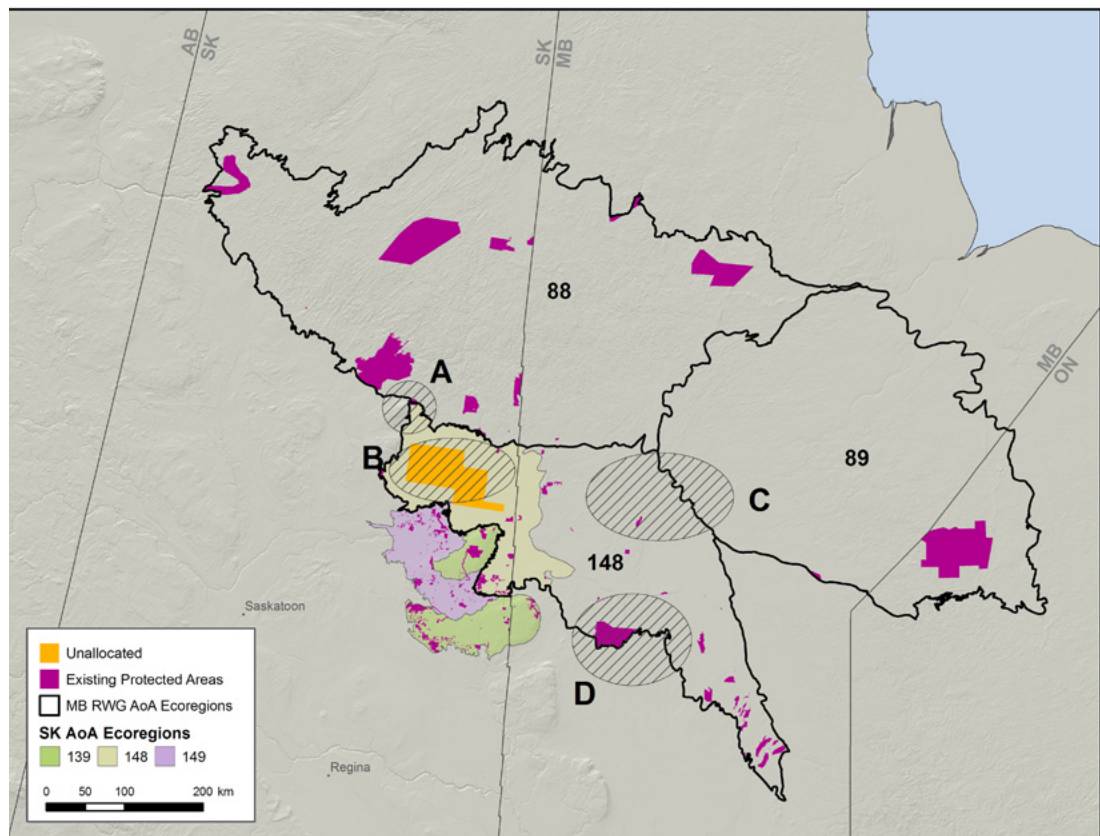 AB
SK
SK
MB
88
A
MB
ON
B
89
C
148
Saskatoon
D
Unallocated
Existing Protected Areas
MB RWG AoA Ecoregions
SK AoA Ecoregions
139 148 149
0 50 100 200 km
Regina